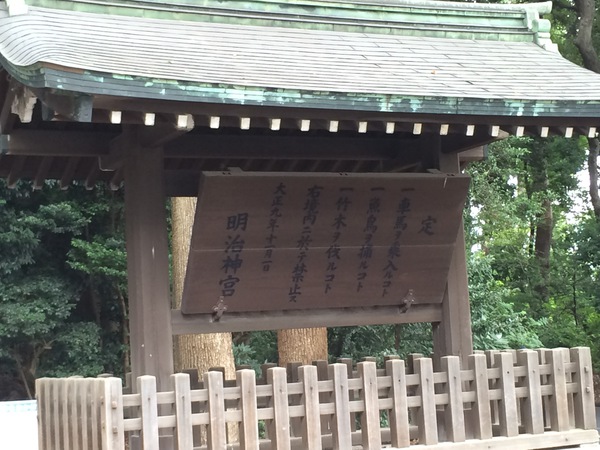 定
一車馬ヲ乗入ルコト
一魚鳥ヲ捕ルコト
一竹木ヲ伐ルコト
右境内ニ於テ禁止ス
大正九年十一月一日
明治神宮